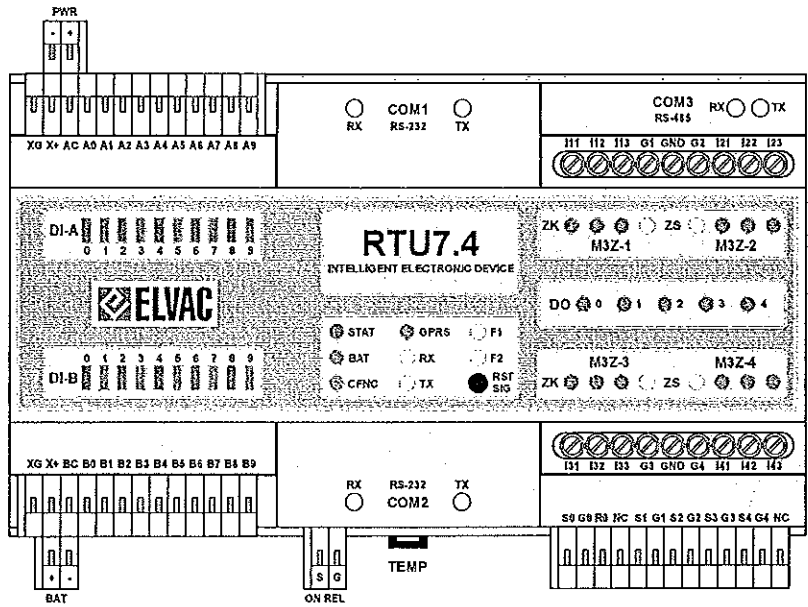 PWR
- +
COM1
RX RS-232 TX
COM3
RS-485
RX TX
XG X+ AC A0 A1 A2 A3 A4 A5 A6 A7 A8 A9
I11 I12 I13 G1 GND G2 I21 I22 I23
DI-A
0 1 2 3 4 5 6 7 8 9
RTU7.4
INTELLIGENT ELECTRONIC DEVICE
ZK ZS
M3Z-1 M3Z-2
ELVAC
DO 0 1 2 3 4
STAT GPRS F1
BAT RX F2
CFNC TX RST SIG
0 1 2 3 4 5 6 7 8 9
DI-B
M3Z-3 M3Z-4
ZK ZS
XG X+ BC B0 B1 B2 B3 B4 B5 B6 B7 B8 B9
I31 I32 I33 G3 GND G4 I41 I42 I43
RX RS-232 TX
COM2
S0 G0 R0 NC S1 G1 S2 G2 S3 G3 S4 G4 NC
TEMP
+ -
BAT
S G
ON REL